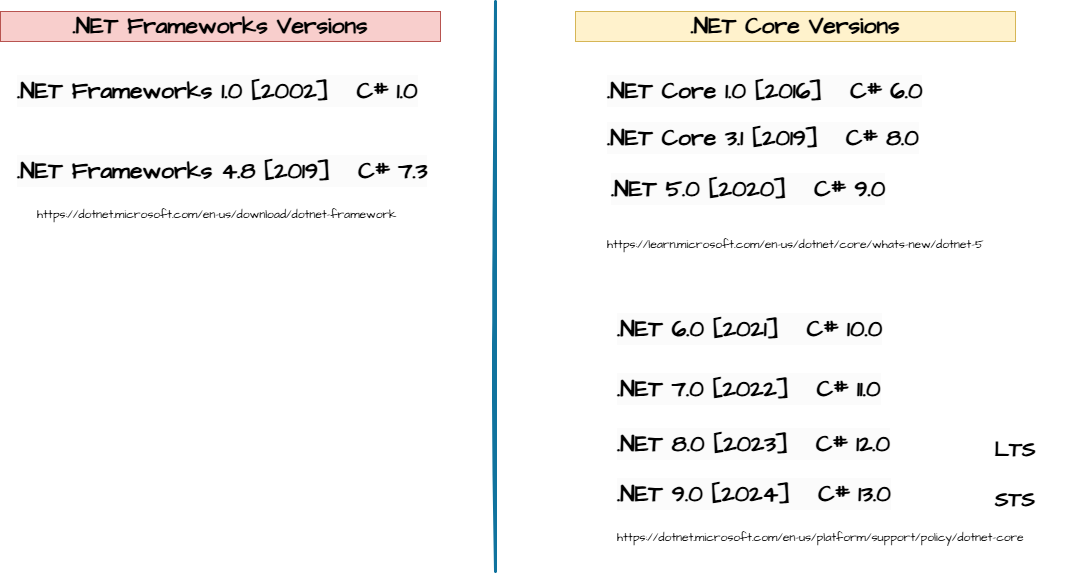 .NET Frameworks Versions
.NET Frameworks 1.0 [2002] C# 1.0
.NET Frameworks 4.8 [2019] C# 7.3
https://dotnet.microsoft.com/en-us/download/dotnet-framework
.NET Core Versions
.NET Core 1.0 [2016] C# 6.0
.NET Core 3.1 [2019] C# 8.0
.NET 5.0 [2020] C# 9.0
https://learn.microsoft.com/en-us/dotnet/core/whats-new/dotnet-5
.NET 6.0 [2021] C# 10.0
.NET 7.0 [2022] C# 11.0
.NET 8.0 [2023] C# 12.0 LTS
.NET 9.0 [2024] C# 13.0 STS
https://dotnet.microsoft.com/en-us/platform/support/policy/dotnet-core